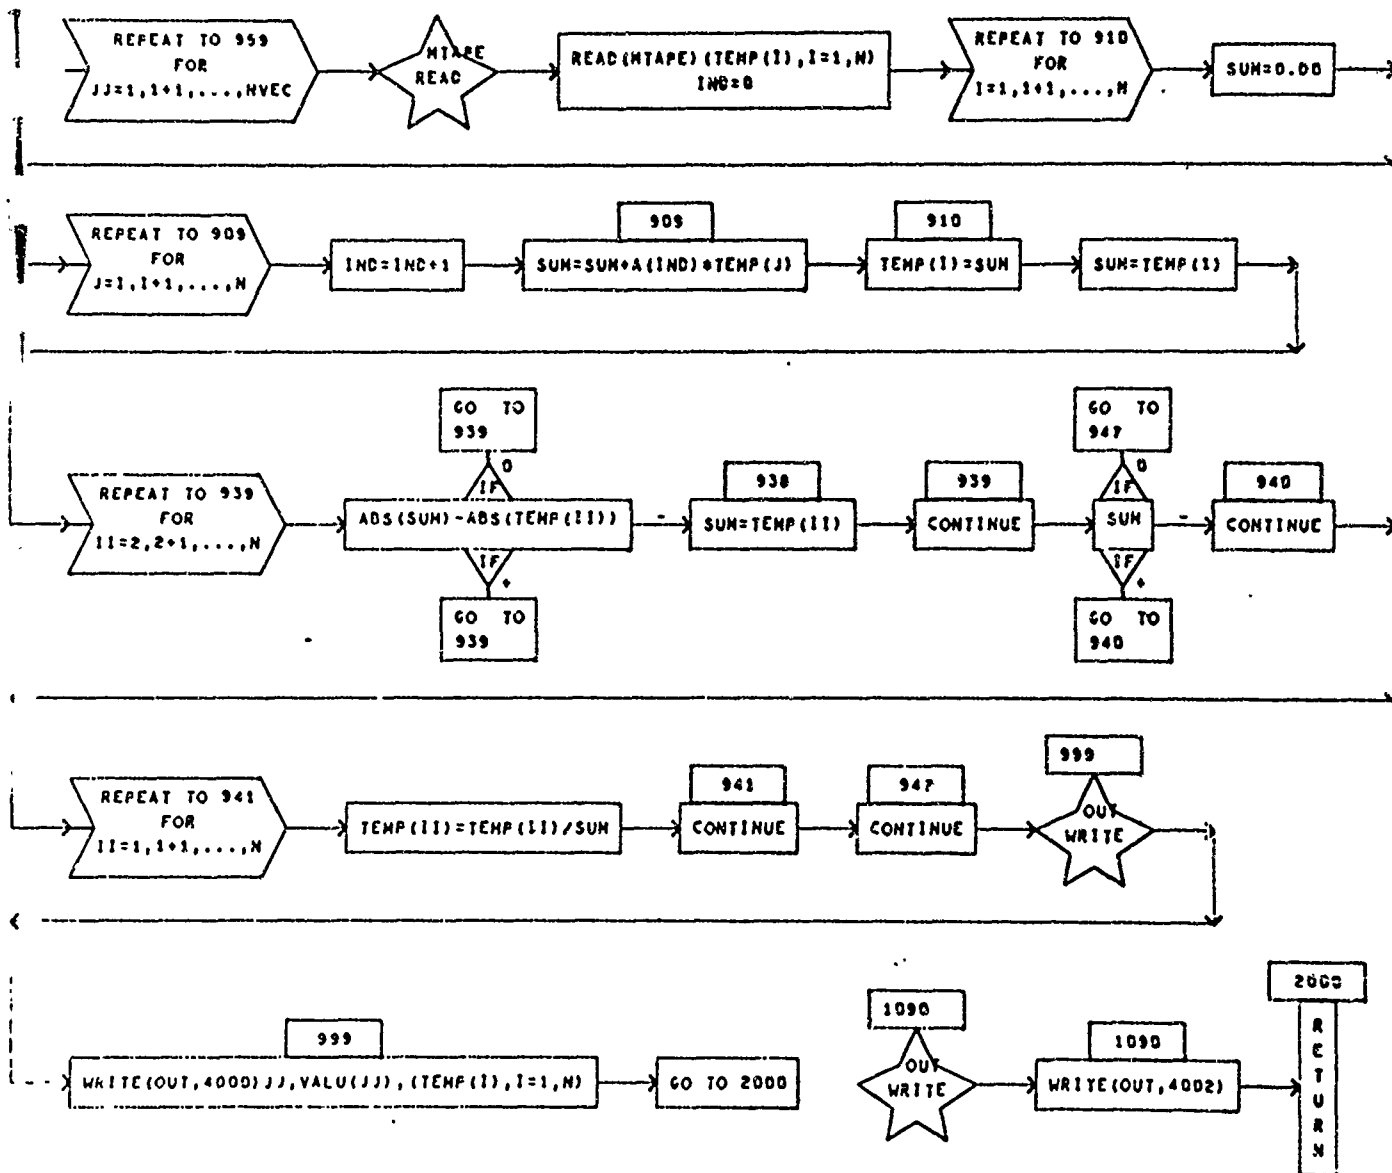 REPEAT TO 959
FOR
JJ=1,1+1,...,NVEC
MTAPE
READ
READ(MTAPE)(TEMP(I),I=1,N)
IND=0
REPEAT TO 910
FOR
I=1,1+1,...,N
SUM=0.00
REPEAT TO 909
FOR
J=I,I+1,...,N
IND=IND+1
909
SUM=SUM+A(IND)*TEMP(J)
910
TEMP(I)=SUM
SUM=TEMP(1)
REPEAT TO 939
FOR
II=2,2+1,...,N
GO TO
939
0
IF
ABS(SUM)-ABS(TEMP(II))
-
IF
+
GO TO
939
938
SUM=TEMP(II)
939
CONTINUE
GO TO
947
0
IF
SUM
-
IF
+
GO TO
940
940
CONTINUE
REPEAT TO 941
FOR
II=1,1+1,...,N
TEMP(II)=TEMP(II)/SUM
941
CONTINUE
947
CONTINUE
999
OUT
WRITE
999
WRITE(OUT,4000)JJ,VALU(JJ),(TEMP(I),I=1,N)
GO TO 2000
1090
OUT
WRITE
1090
WRITE(OUT,4002)
2000
RETURN